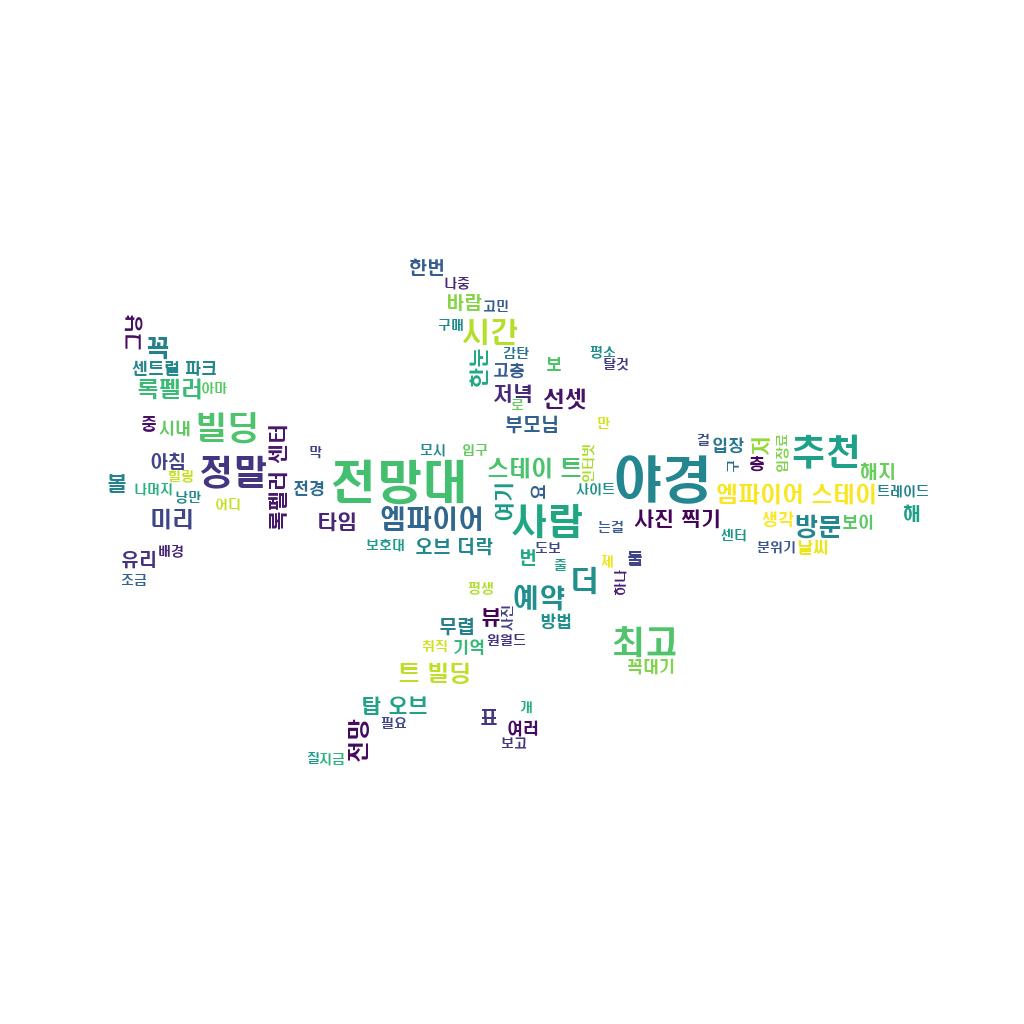 한번
나중
바람
고민
구매
시간
그냥
꼭
센트럴 파크
록펠러
아마
한눈
감탄
고층
보
평소
탈것
저녁
선셋
로
부모님
만
중
시내
빌딩
록펠러 센터
막
모시
입구
걸
입장
저
입장료
추천
아침
정말
전망대
스테이 트
인터넷
야경
구
층
해지
볼
힐링
나머지
낭만
어디
전경
여기
요
사이트
엠파이어 스테이
트레이드
미리
타임
엠파이어
사람
는걸
사진 찍기
생각
방문
보이
해
센터
유리
배경
보호대
오브 더락
번
도보
줄
제
둘
분위기
날씨
조금
평생
예약
더
하나
무렵
뷰
사진
방법
취직
기억
원월드
최고
꼭대기
트 빌딩
탑 오브
필요
표
개
여러
보고
전망
질지금